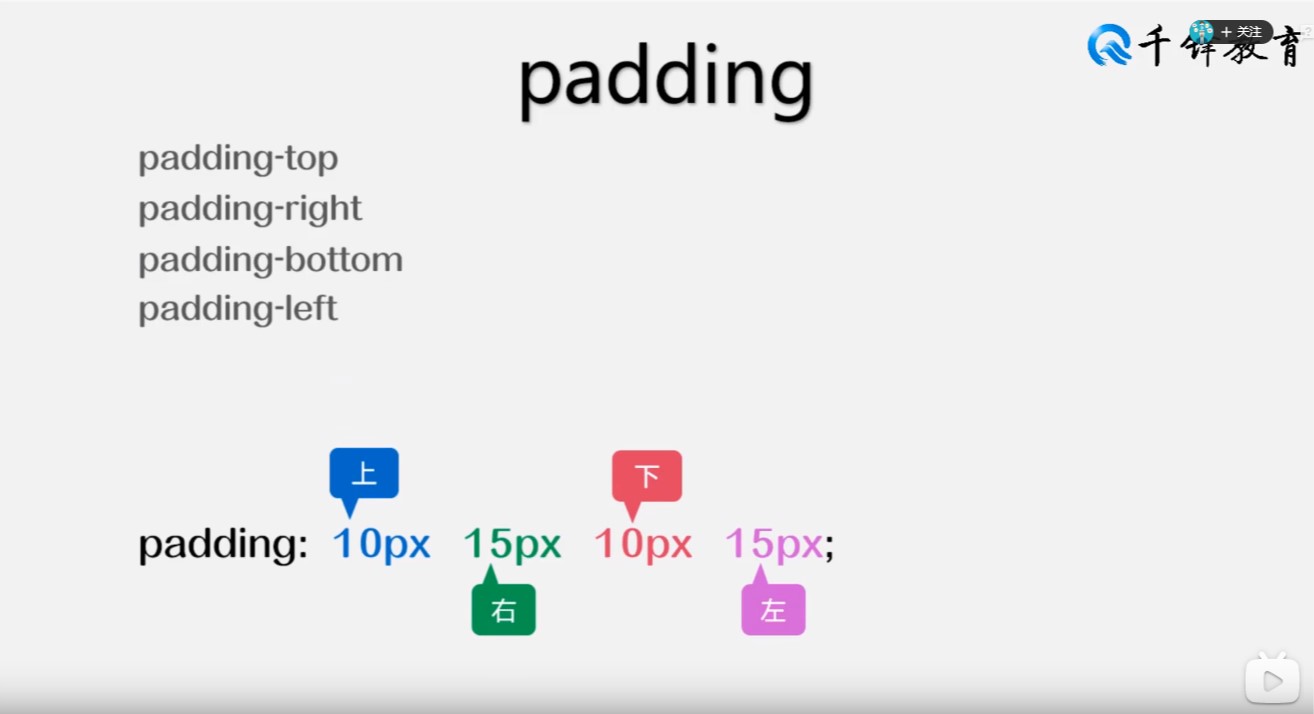 padding
千锋教育
+ 关注
padding-top
padding-right
padding-bottom
padding-left
上
下
padding: 10px 15px 10px 15px;
右
左